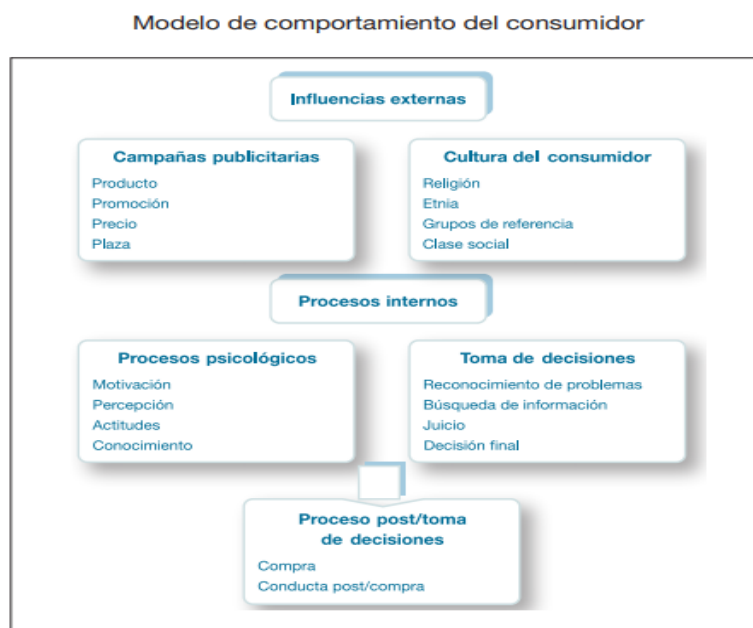 Modelo de comportamiento del consumidor
Influencias externas
Campañas publicitarias
Producto
Promoción
Precio
Plaza
Cultura del consumidor
Religión
Etnia
Grupos de referencia
Clase social
Procesos internos
Procesos psicológicos
Motivación
Percepción
Actitudes
Conocimiento
Toma de decisiones
Reconocimiento de problemas
Búsqueda de información
Juicio
Decisión final
Proceso post/toma
de decisiones
Compra
Conducta post/compra